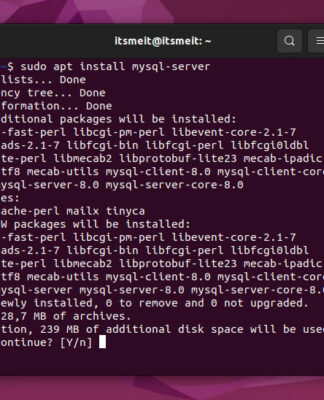 itsmeit@itsmeit: ~
~$ sudo apt install mysql-server
lists... Done
ncy tree... Done
formation... Done
ditional packages will be installed:
-fast-perl libcgi-pm-perl libevent-core-2.1-7
ads-2.1-7 libfcgi-bin libfcgi-perl libfcgi0ldbl
te-perl libmecab2 libprotobuf-lite23 mecab-ipadic
tf8 mecab-utils mysql-client-8.0 mysql-client-core
ysql-server-8.0 mysql-server-core-8.0
es:
ache-perl mailx tinyca
W packages will be installed:
-fast-perl libcgi-pm-perl libevent-core-2.1-7
ads-2.1-7 libfcgi-bin libfcgi-perl libfcgi0ldbl
te-perl libmecab2 libprotobuf-lite23 mecab-ipadic
tf8 mecab-utils mysql-client-8.0 mysql-client-core
ysql-server mysql-server-8.0 mysql-server-core-8.0
ewly installed, 0 to remove and 0 not upgraded.
28,7 MB of archives.
tion, 239 MB of additional disk space will be used
ontinue? [Y/n]